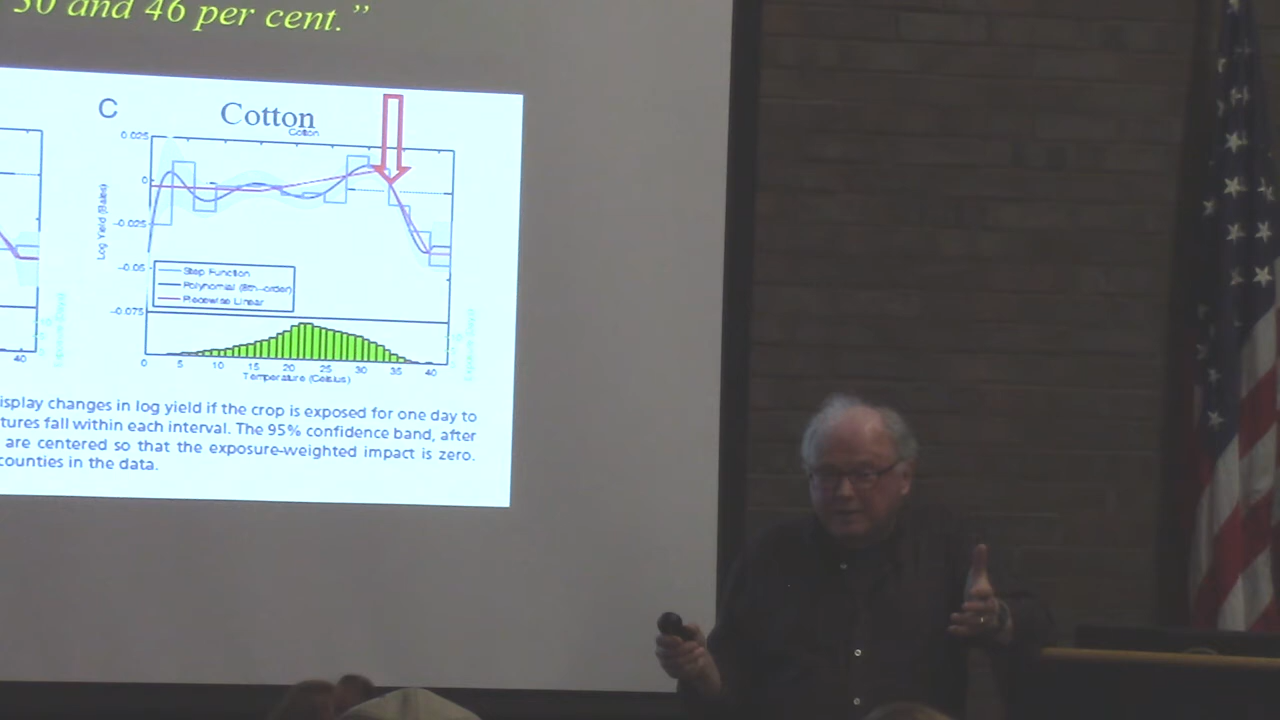 30 and 46 per cent.”
C
Cotton
Cotton
0.025
0
−0.025
−0.05
−0.075
Log Yield (Bales)
Step Function
Polynomial (8th-order)
Piecewise Linear
40
0 5 10 15 20 25 30 35 40
Temperature (Celsius)
isplay changes in log yield if the crop is exposed for one day to
tures fall within each interval. The 95% confidence band, after
are centered so that the exposure-weighted impact is zero.
counties in the data.